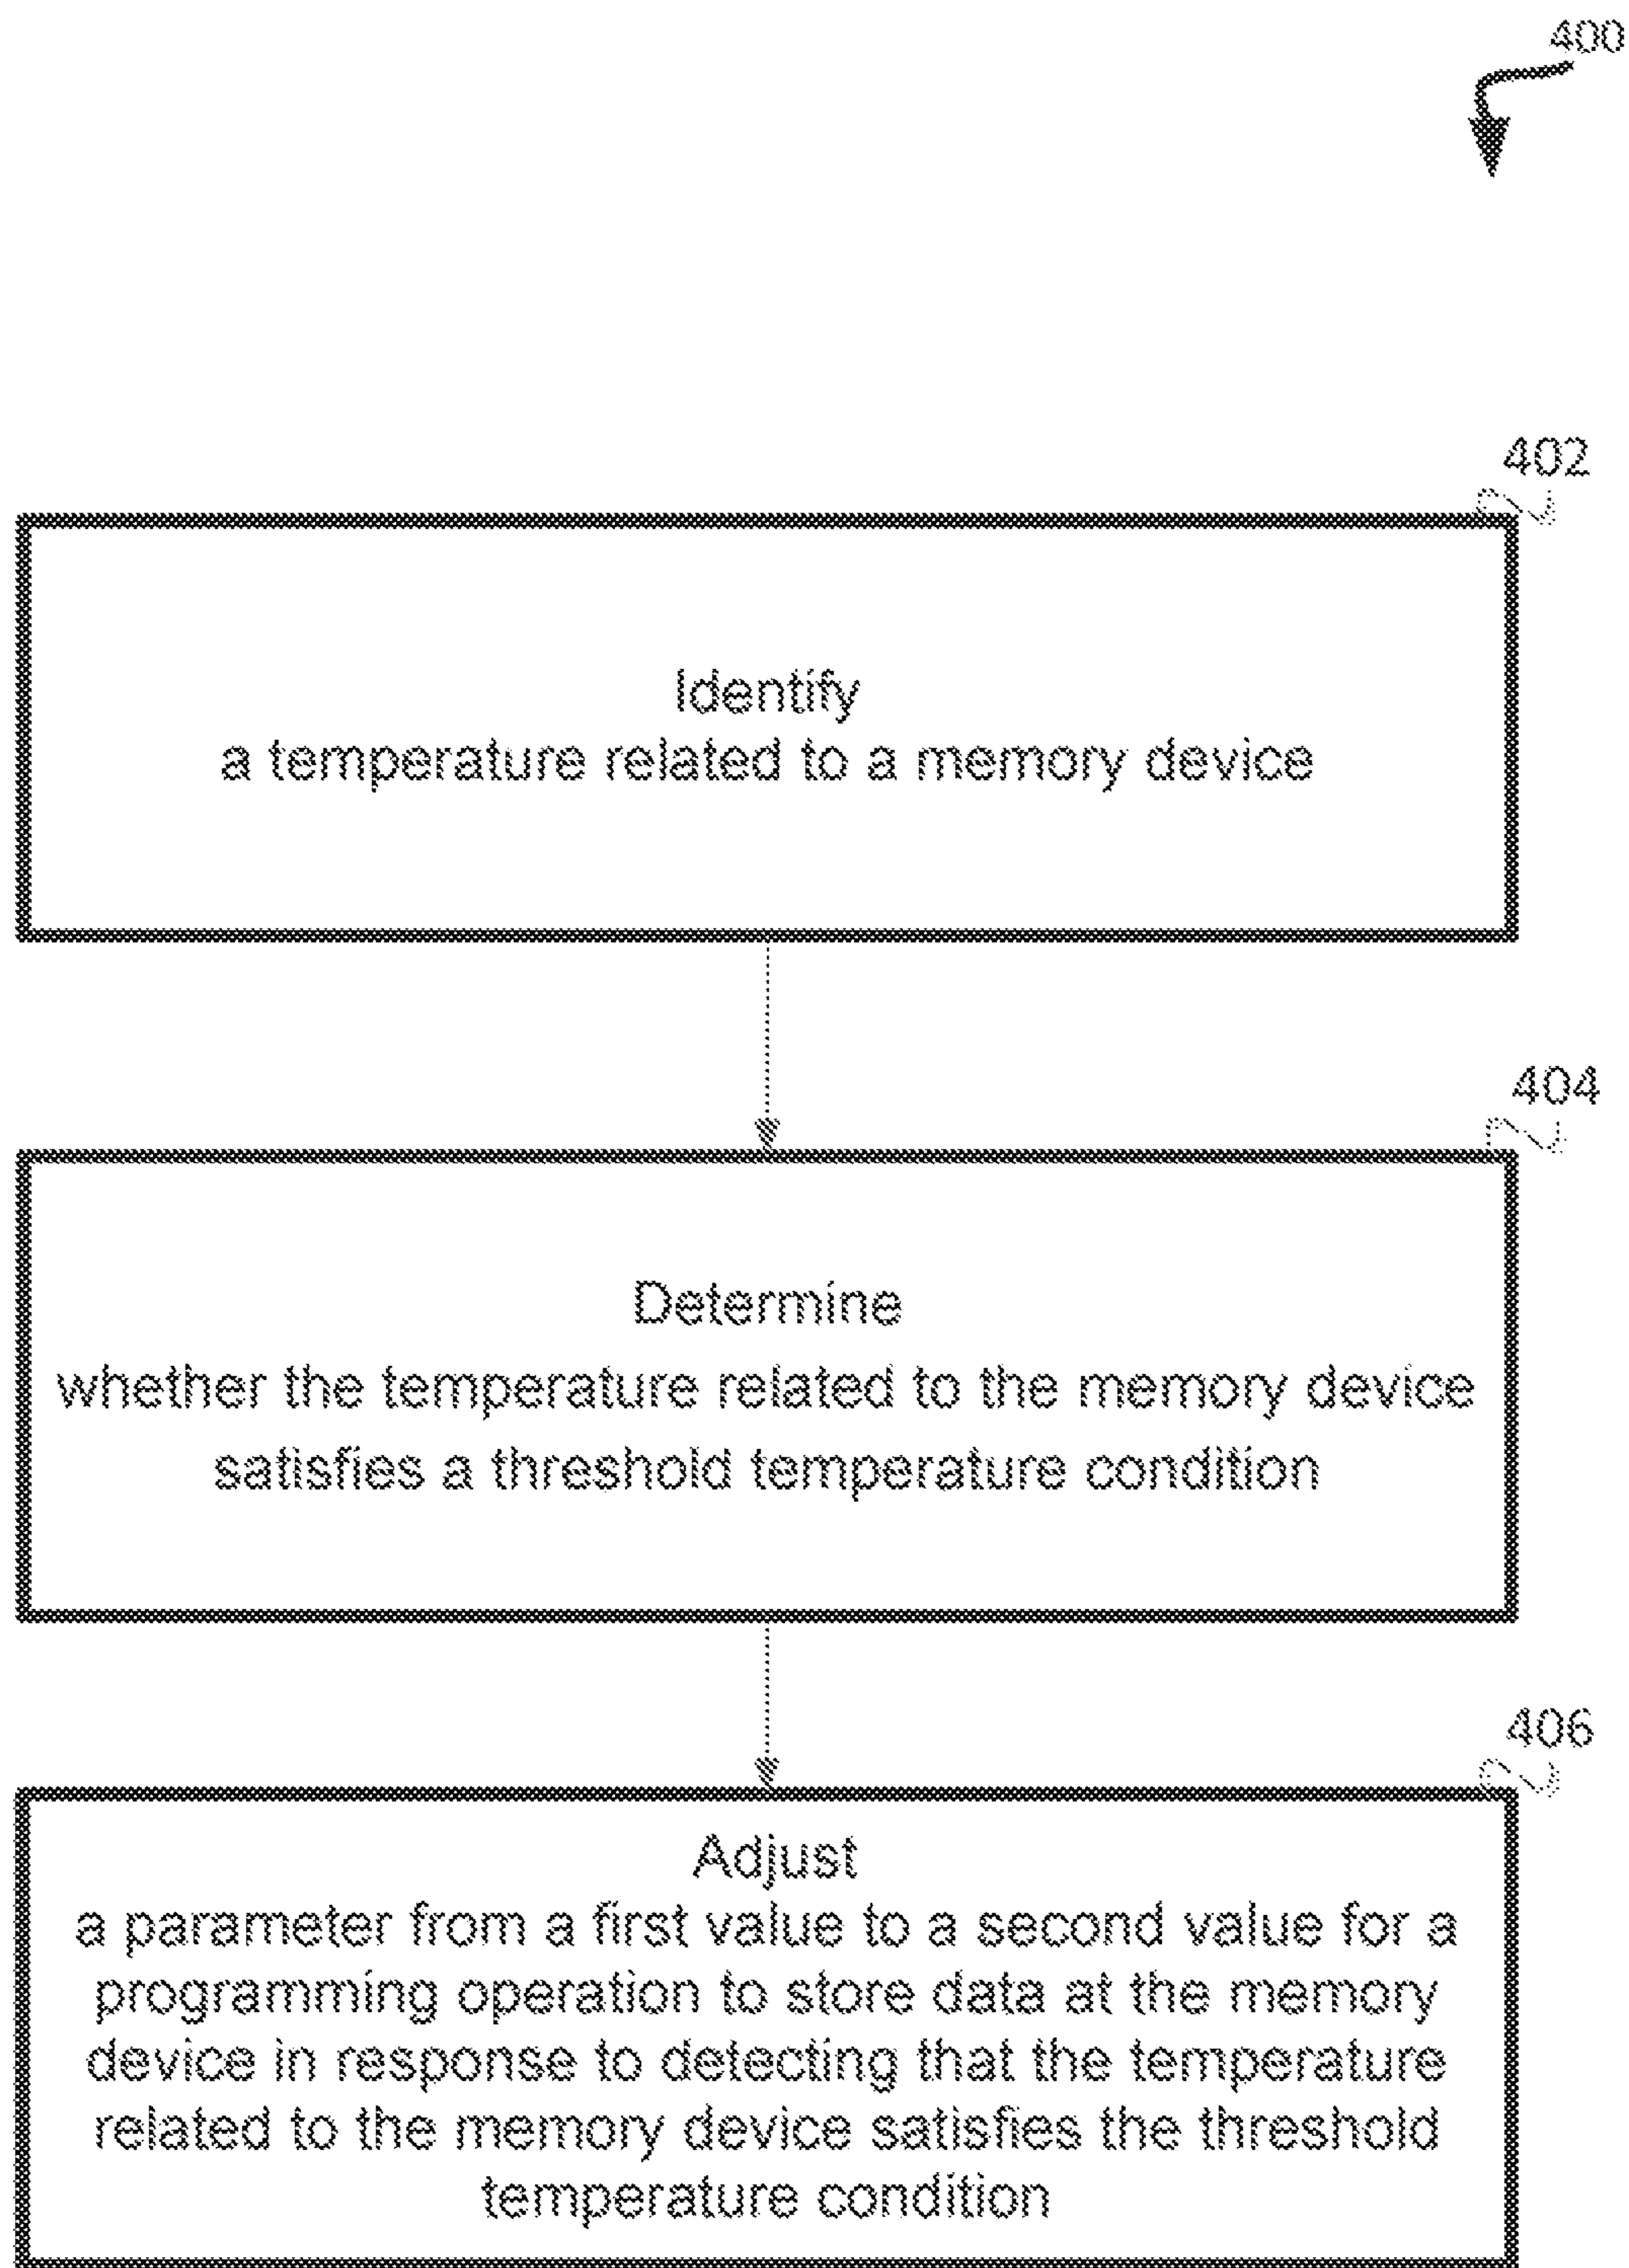 400
402
Identify
a temperature related to a memory device
404
Determine
whether the temperature related to the memory device
satisfies a threshold temperature condition
406
Adjust
a parameter from a first value to a second value for a
programming operation to store data at the memory
device in response to detecting that the temperature
related to the memory device satisfies the threshold
temperature condition